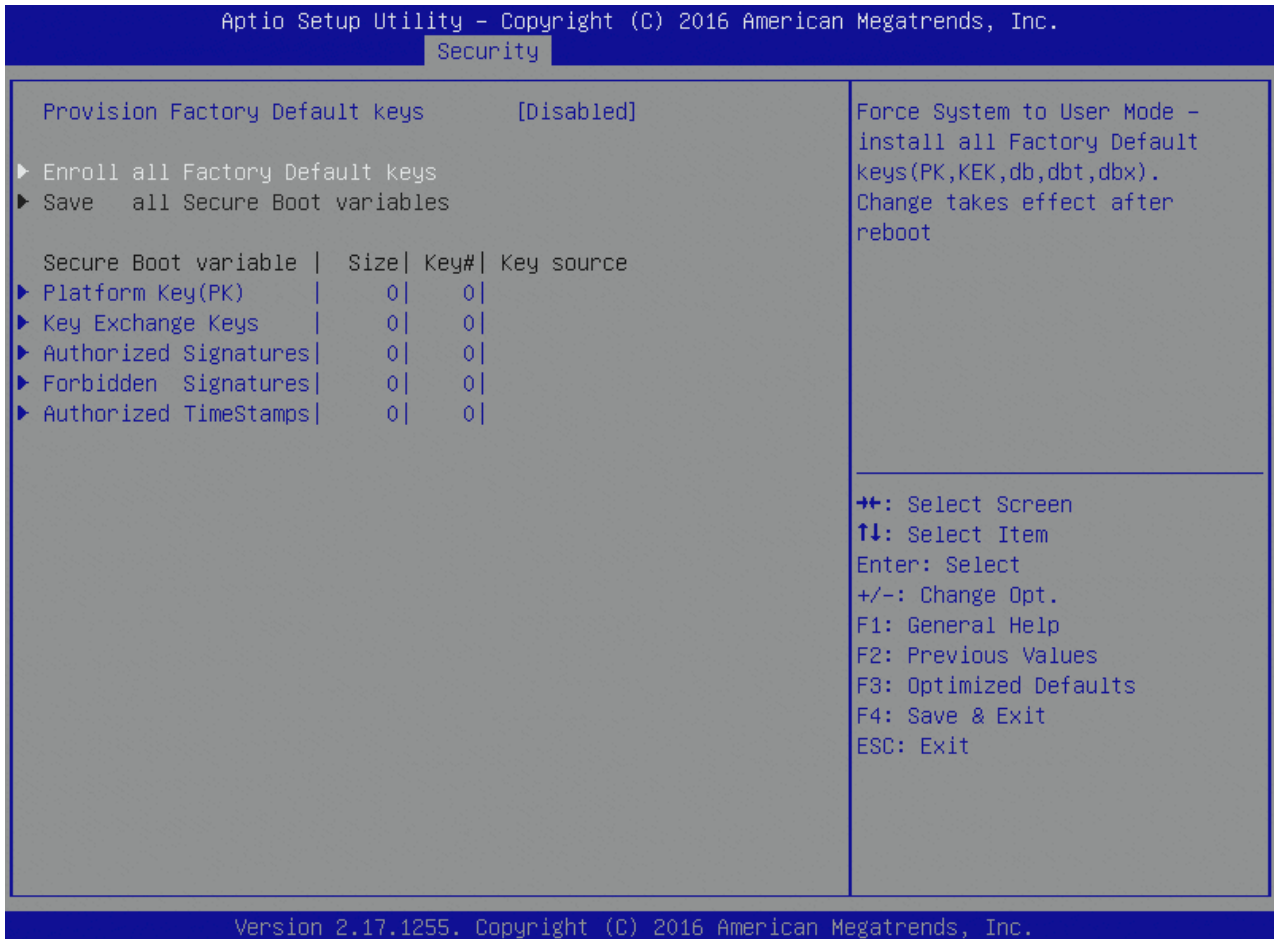 Aptio Setup Utility – Copyright (C) 2016 American Megatrends, Inc.
Security
Provision Factory Default keys [Disabled]
▶ Enroll all Factory Default keys
▶ Save all Secure Boot variables
Secure Boot variable | Size| Key#| Key source
▶ Platform Key(PK) | 0| 0|
▶ Key Exchange Keys | 0| 0|
▶ Authorized Signatures| 0| 0|
▶ Forbidden Signatures| 0| 0|
▶ Authorized TimeStamps| 0| 0|
Force System to User Mode –
install all Factory Default
keys(PK,KEK,db,dbt,dbx).
Change takes effect after
reboot
→←: Select Screen
↑↓: Select Item
Enter: Select
+/-: Change Opt.
F1: General Help
F2: Previous Values
F3: Optimized Defaults
F4: Save & Exit
ESC: Exit
Version 2.17.1255. Copyright (C) 2016 American Megatrends, Inc.